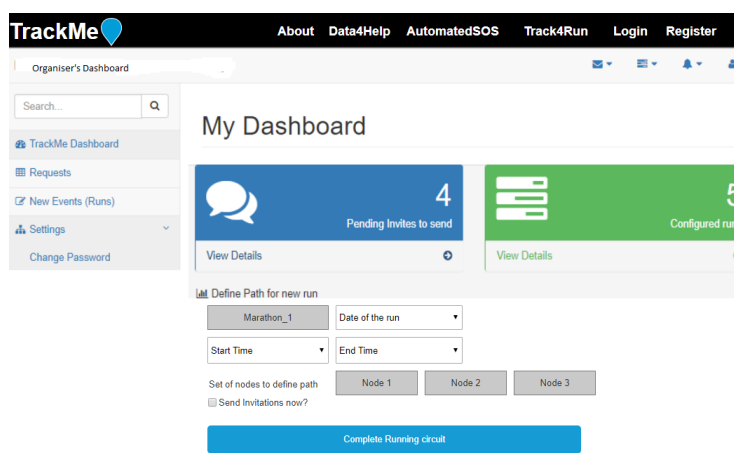 TrackMe About Data4Help AutomatedSOS Track4Run Login Register
Organiser's Dashboard
Search...
My Dashboard
TrackMe Dashboard
Requests
New Events (Runs)
Settings
Change Password
4
Pending Invites to send
View Details
5
Configured
View Details
Define Path for new run
Marathon_1 Date of the run
Start Time End Time
Set of nodes to define path Node 1 Node 2 Node 3
Send Invitations now?
Complete Running circuit